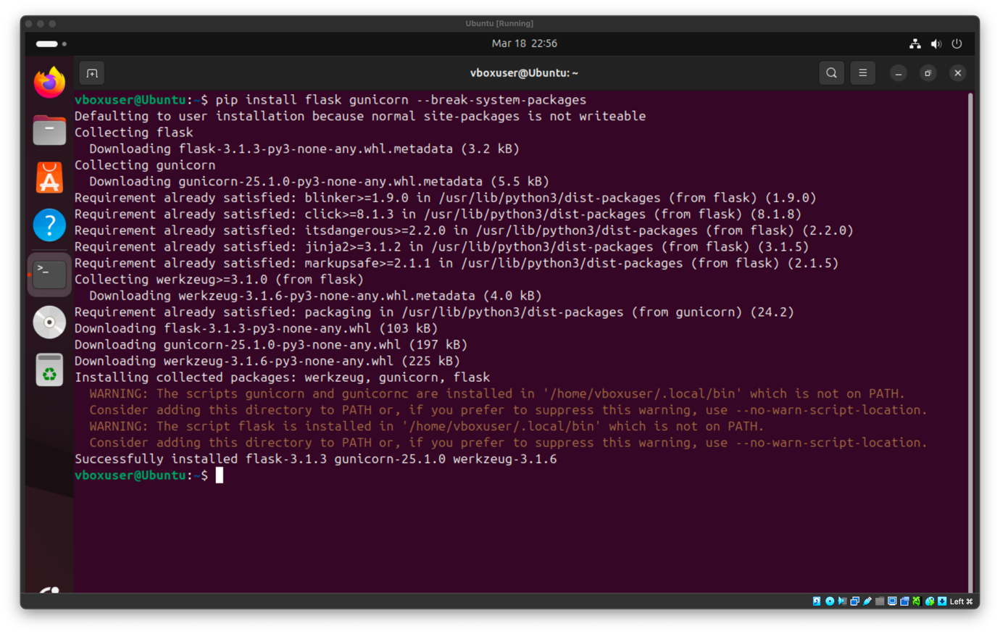 Ubuntu [Running]
Mar 18 22:56
vboxuser@Ubuntu: ~
vboxuser@Ubuntu:~$ pip install flask gunicorn --break-system-packages
Defaulting to user installation because normal site-packages is not writeable
Collecting flask
  Downloading flask-3.1.3-py3-none-any.whl.metadata (3.2 kB)
Collecting gunicorn
  Downloading gunicorn-25.1.0-py3-none-any.whl.metadata (5.5 kB)
Requirement already satisfied: blinker>=1.9.0 in /usr/lib/python3/dist-packages (from flask) (1.9.0)
Requirement already satisfied: click>=8.1.3 in /usr/lib/python3/dist-packages (from flask) (8.1.8)
Requirement already satisfied: itsdangerous>=2.2.0 in /usr/lib/python3/dist-packages (from flask) (2.2.0)
Requirement already satisfied: jinja2>=3.1.2 in /usr/lib/python3/dist-packages (from flask) (3.1.5)
Requirement already satisfied: markupsafe>=2.1.1 in /usr/lib/python3/dist-packages (from flask) (2.1.5)
Collecting werkzeug>=3.1.0 (from flask)
  Downloading werkzeug-3.1.6-py3-none-any.whl.metadata (4.0 kB)
Requirement already satisfied: packaging in /usr/lib/python3/dist-packages (from gunicorn) (24.2)
Downloading flask-3.1.3-py3-none-any.whl (103 kB)
Downloading gunicorn-25.1.0-py3-none-any.whl (197 kB)
Downloading werkzeug-3.1.6-py3-none-any.whl (225 kB)
Installing collected packages: werkzeug, gunicorn, flask
  WARNING: The scripts gunicorn and gunicornc are installed in '/home/vboxuser/.local/bin' which is not on PATH.
  Consider adding this directory to PATH or, if you prefer to suppress this warning, use --no-warn-script-location.
  WARNING: The script flask is installed in '/home/vboxuser/.local/bin' which is not on PATH.
  Consider adding this directory to PATH or, if you prefer to suppress this warning, use --no-warn-script-location.
Successfully installed flask-3.1.3 gunicorn-25.1.0 werkzeug-3.1.6
vboxuser@Ubuntu:~$
Left ⌘